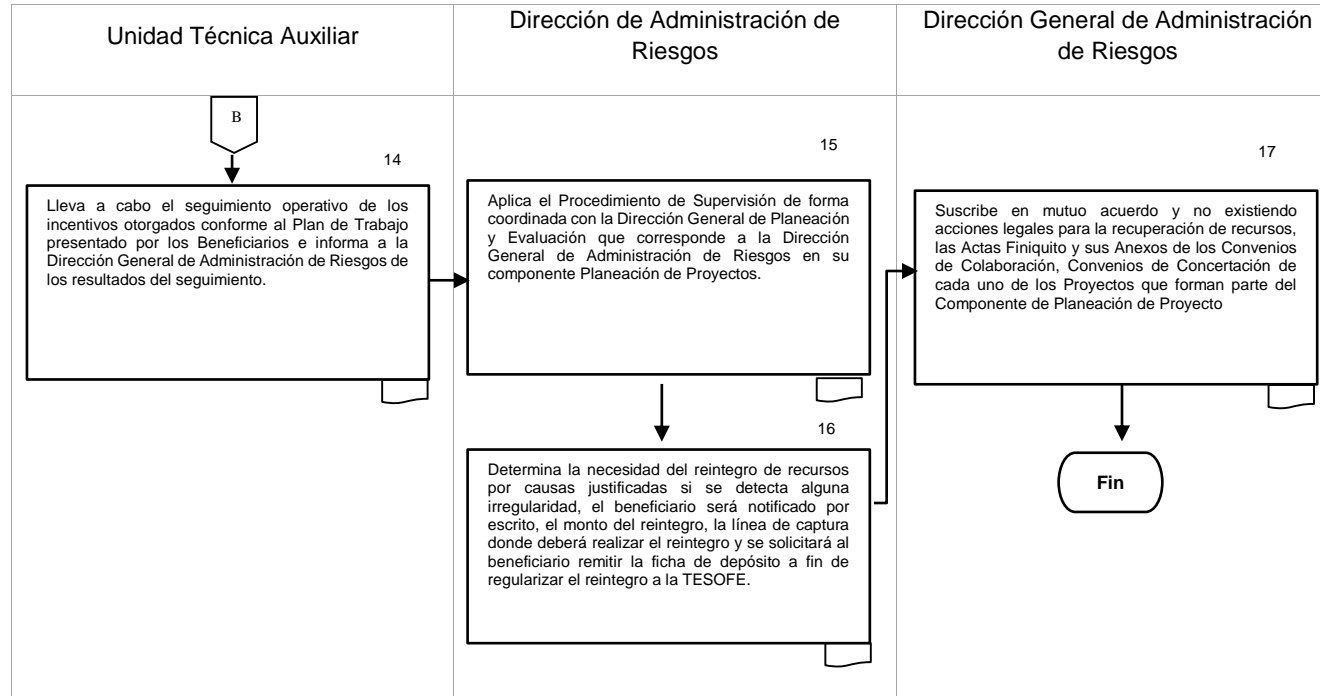 Unidad Técnica Auxiliar
Dirección de Administración de
Riesgos
Dirección General de Administración
de Riesgos
B
14
Lleva a cabo el seguimiento operativo de los
incentivos otorgados conforme al Plan de Trabajo
presentado por los Beneficiarios e informa a la
Dirección General de Administración de Riesgos de
los resultados del seguimiento.
15
Aplica el Procedimiento de Supervisión de forma
coordinada con la Dirección General de Planeación
y Evaluación que corresponde a la Dirección
General de Administración de Riesgos en su
componente Planeación de Proyectos.
16
Determina la necesidad del reintegro de recursos
por causas justificadas si se detecta alguna
irregularidad, el beneficiario será notificado por
escrito, el monto del reintegro, la línea de captura
donde deberá realizar el reintegro y se solicitará al
beneficiario remitir la ficha de depósito a fin de
regularizar el reintegro a la TESOFE.
17
Suscribe en mutuo acuerdo y no existiendo
acciones legales para la recuperación de recursos,
las Actas Finiquito y sus Anexos de los Convenios
de Colaboración, Convenios de Concertación de
cada uno de los Proyectos que forman parte del
Componente de Planeación de Proyecto
Fin